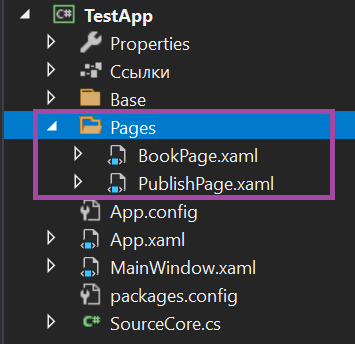 TestApp
Properties
Ссылки
Base
Pages
BookPage.xaml
PublishPage.xaml
App.config
App.xaml
MainWindow.xaml
packages.config
SourceCore.cs